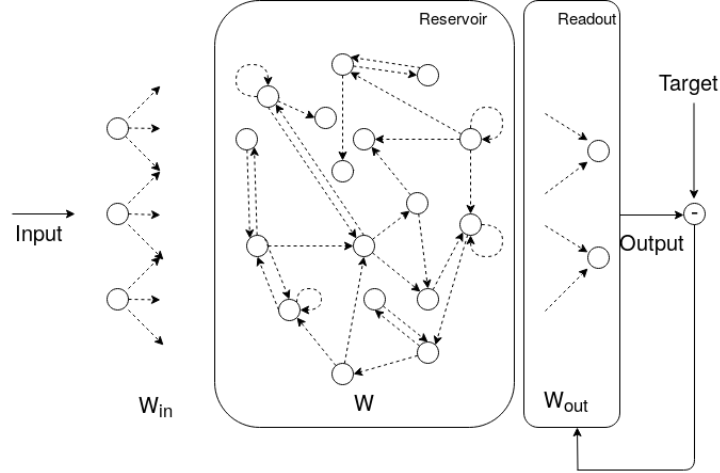 Reservoir
Readout
Target
-
Input
Output
W_in
W
W_out